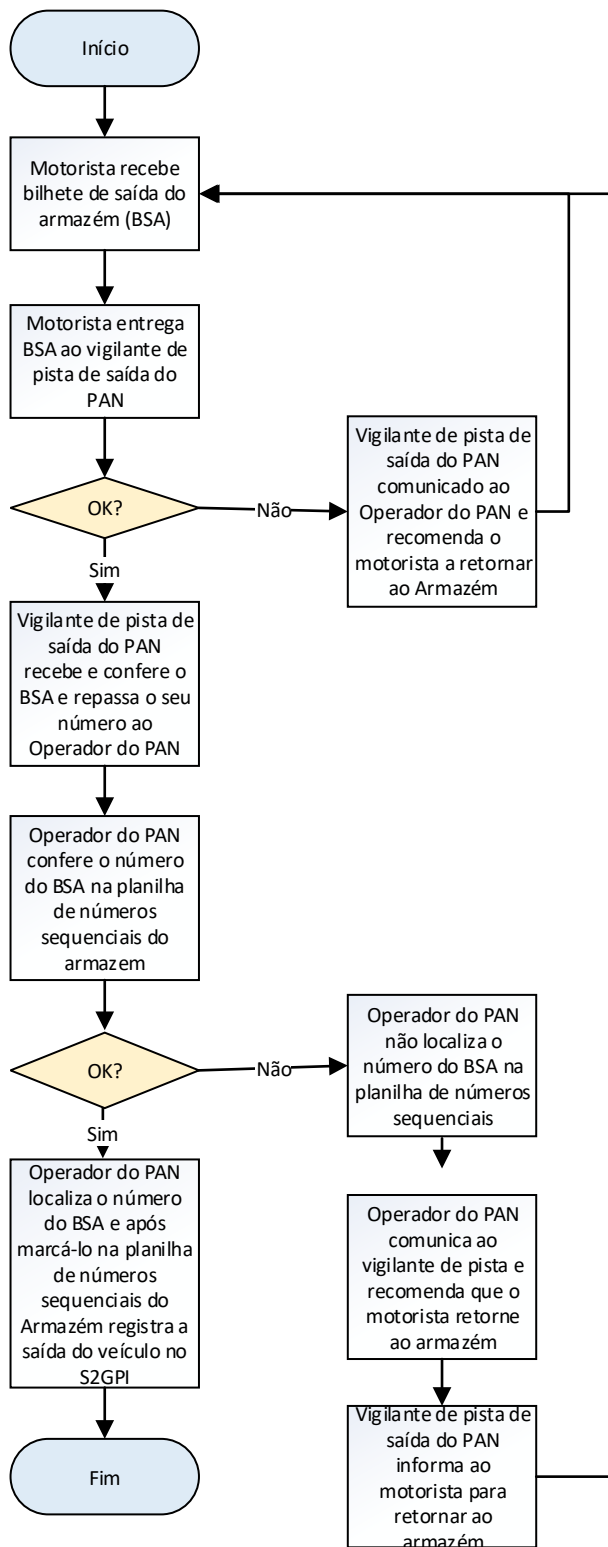 Início
Motorista recebe
bilhete de saída do
armazém (BSA)
Motorista entrega
BSA ao vigilante de
pista de saída do
PAN
OK?
Não
Vigilante de pista de
saída do PAN
comunicado ao
Operador do PAN e
recomenda o
motorista a retornar
ao Armazém
Sim
Vigilante de pista de
saída do PAN
recebe e confere o
BSA e repassa o seu
número ao
Operador do PAN
Operador do PAN
confere o número
do BSA na planilha
de números
sequenciais do
armazem
OK?
Não
Operador do PAN
não localiza o
número do BSA na
planilha de números
sequenciais
Sim
Operador do PAN
localiza o número
do BSA e após
marcá-lo na planilha
de números
sequenciais do
Armazém registra a
saída do veículo no
S2GPI
Operador do PAN
comunica ao
vigilante de pista e
recomenda que o
motorista retorne
ao armazém
Vigilante de pista de
saída do PAN
informa ao
motorista para
retornar ao
armazém
Fim